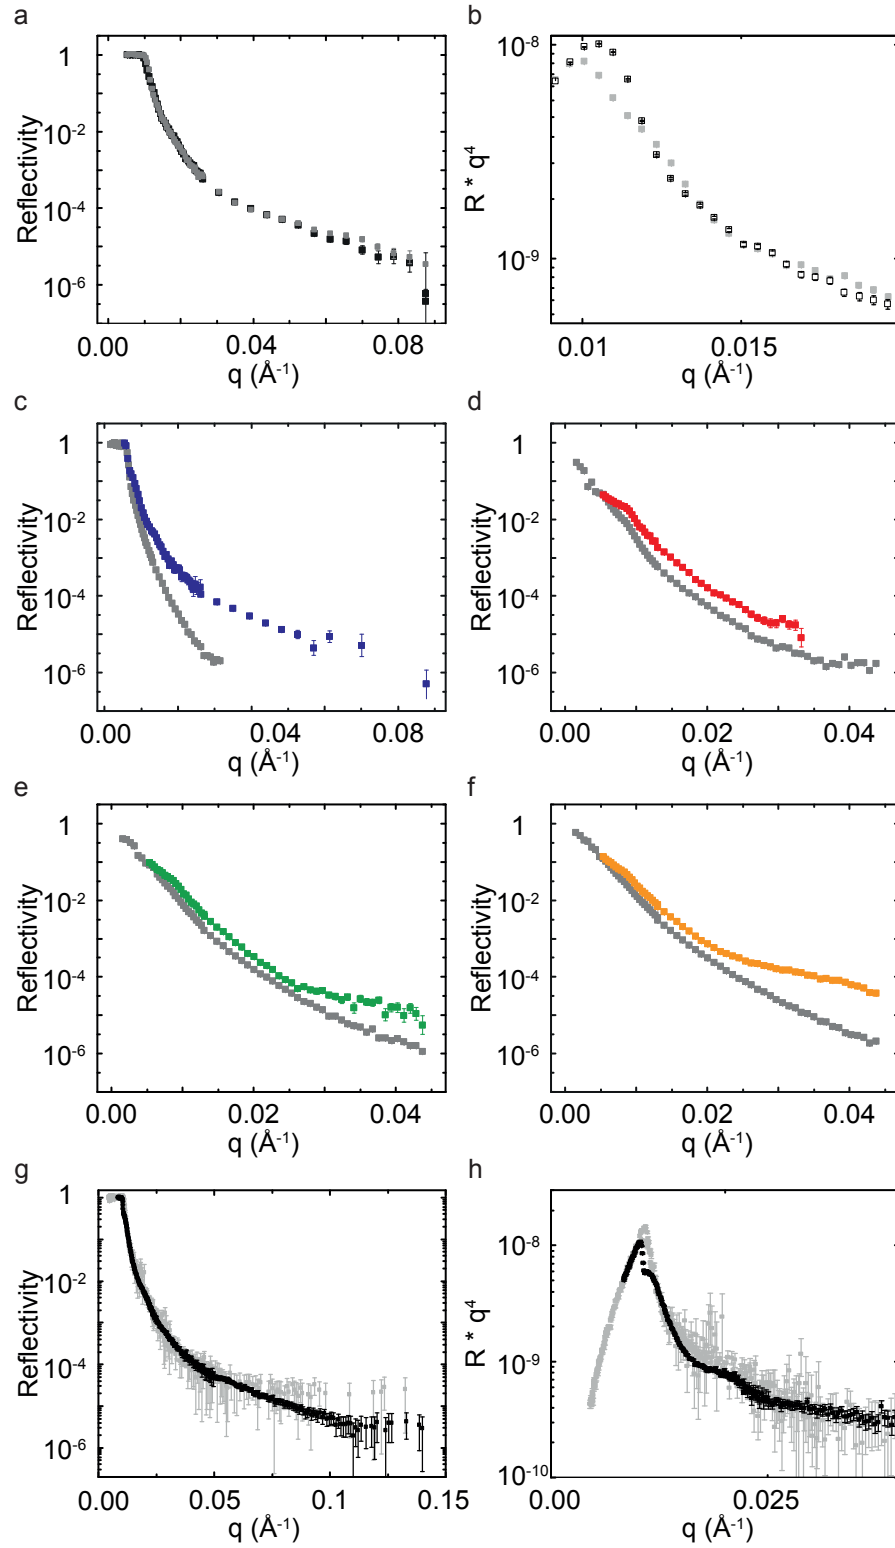 a
b
1
10-2
10-4
10-6
Reflectivity
0.00
0.04
0.08
q (Å-1)
10-8
10-9
R * q4
0.01
0.015
q (Å-1)
c
d
1
10-2
10-4
10-6
Reflectivity
0.00
0.04
0.08
q (Å-1)
1
10-2
10-4
10-6
Reflectivity
0.00
0.02
0.04
q (Å-1)
e
f
1
10-2
10-4
10-6
Reflectivity
0.00
0.02
0.04
q (Å-1)
1
10-2
10-4
10-6
Reflectivity
0.00
0.02
0.04
q (Å-1)
g
h
1
10-2
10-4
10-6
Reflectivity
0.00
0.05
0.1
0.15
q (Å-1)
10-8
10-9
10-10
R * q4
0.00
0.025
q (Å-1)